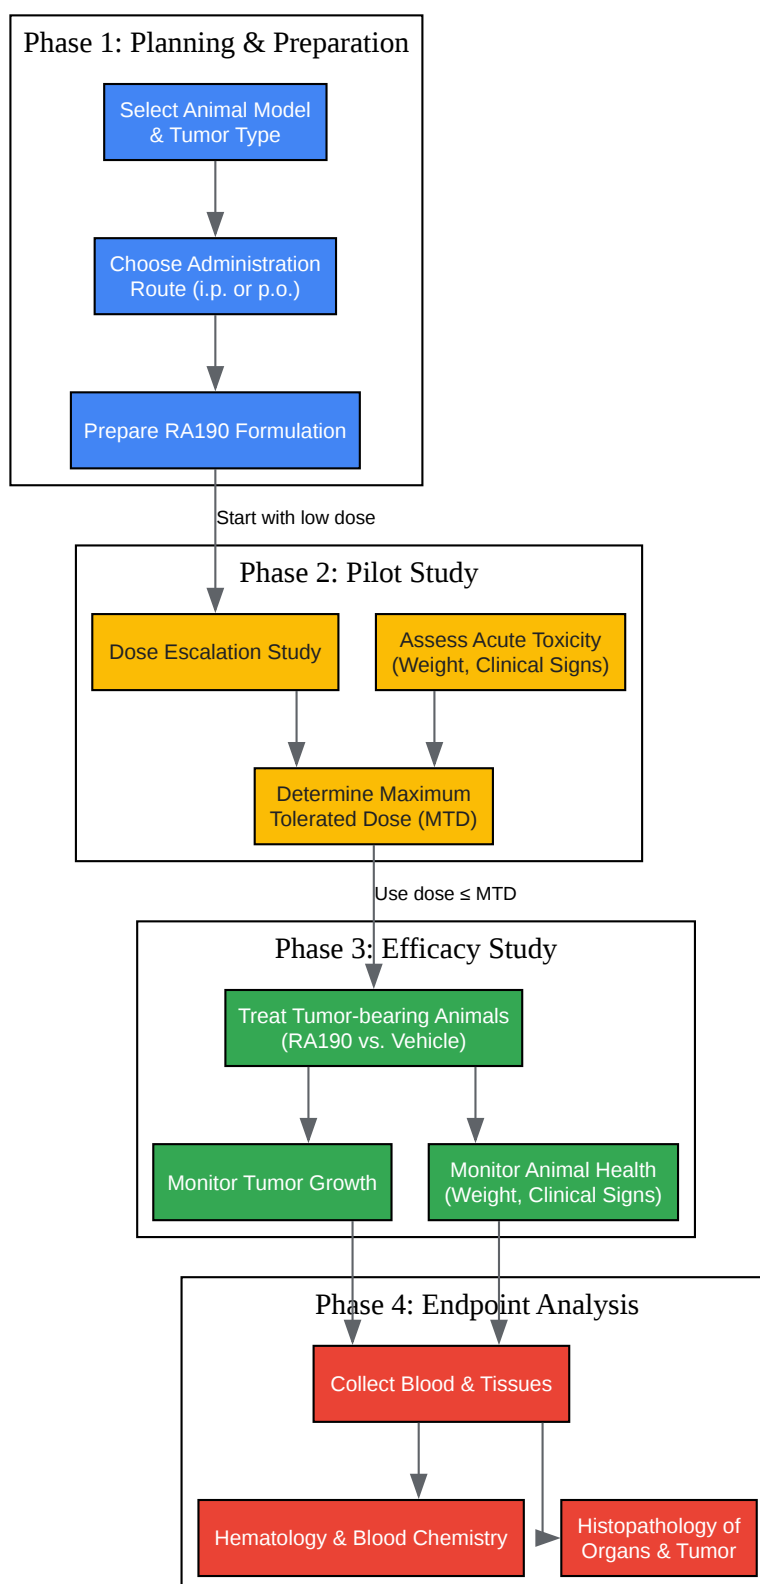 Phase 1: Planning & Preparation
Select Animal Model
& Tumor Type
Choose Administration
Route (i.p. or p.o.)
Prepare RA190 Formulation
Start with low dose
Phase 2: Pilot Study
Dose Escalation Study
Assess Acute Toxicity
(Weight, Clinical Signs)
Determine Maximum
Tolerated Dose (MTD)
Use dose ≤ MTD
Phase 3: Efficacy Study
Treat Tumor-bearing Animals
(RA190 vs. Vehicle)
Monitor Tumor Growth
Monitor Animal Health
(Weight, Clinical Signs)
Phase 4: Endpoint Analysis
Collect Blood & Tissues
Hematology & Blood Chemistry
Histopathology of
Organs & Tumor